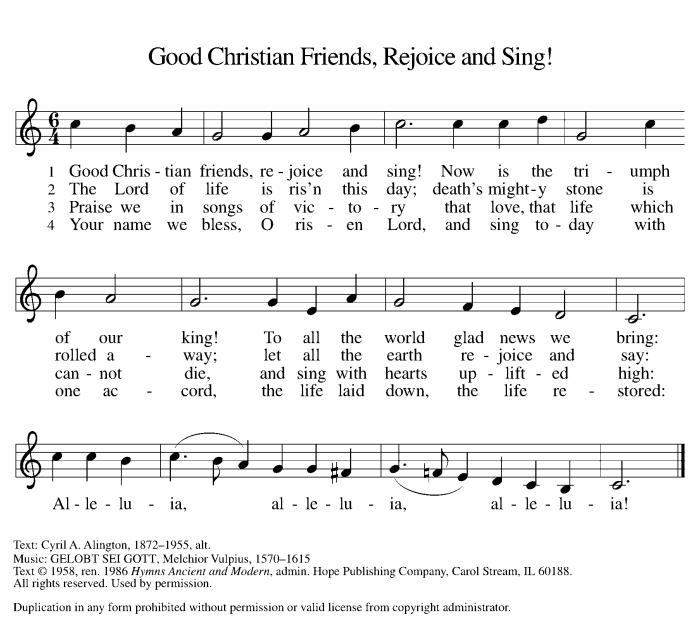 Good Christian Friends, Rejoice and Sing!
6
4
1 Good Chris - tian friends, re - joice and sing! Now is the tri - umph
2 The Lord of life is ris'n this day; death's might-y stone is
3 Praise we in songs of vic - to - ry that love, that life which
4 Your name we bless, O ris - en Lord, and sing to - day with
of our king! To all the world glad news we bring:
rolled a - way; let all the earth re - joice and say:
can - not die, and sing with hearts up - lift - ed high:
one ac - cord, the life laid down, the life re - stored:
Al - le - lu - ia, al - le - lu - ia, al - le - lu - ia!
Text: Cyril A. Alington, 1872–1955, alt.
Music: GELOBT SEI GOTT, Melchior Vulpius, 1570–1615
Text © 1958, ren. 1986 Hymns Ancient and Modern, admin. Hope Publishing Company, Carol Stream, IL 60188.
All rights reserved. Used by permission.
Duplication in any form prohibited without permission or valid license from copyright administrator.